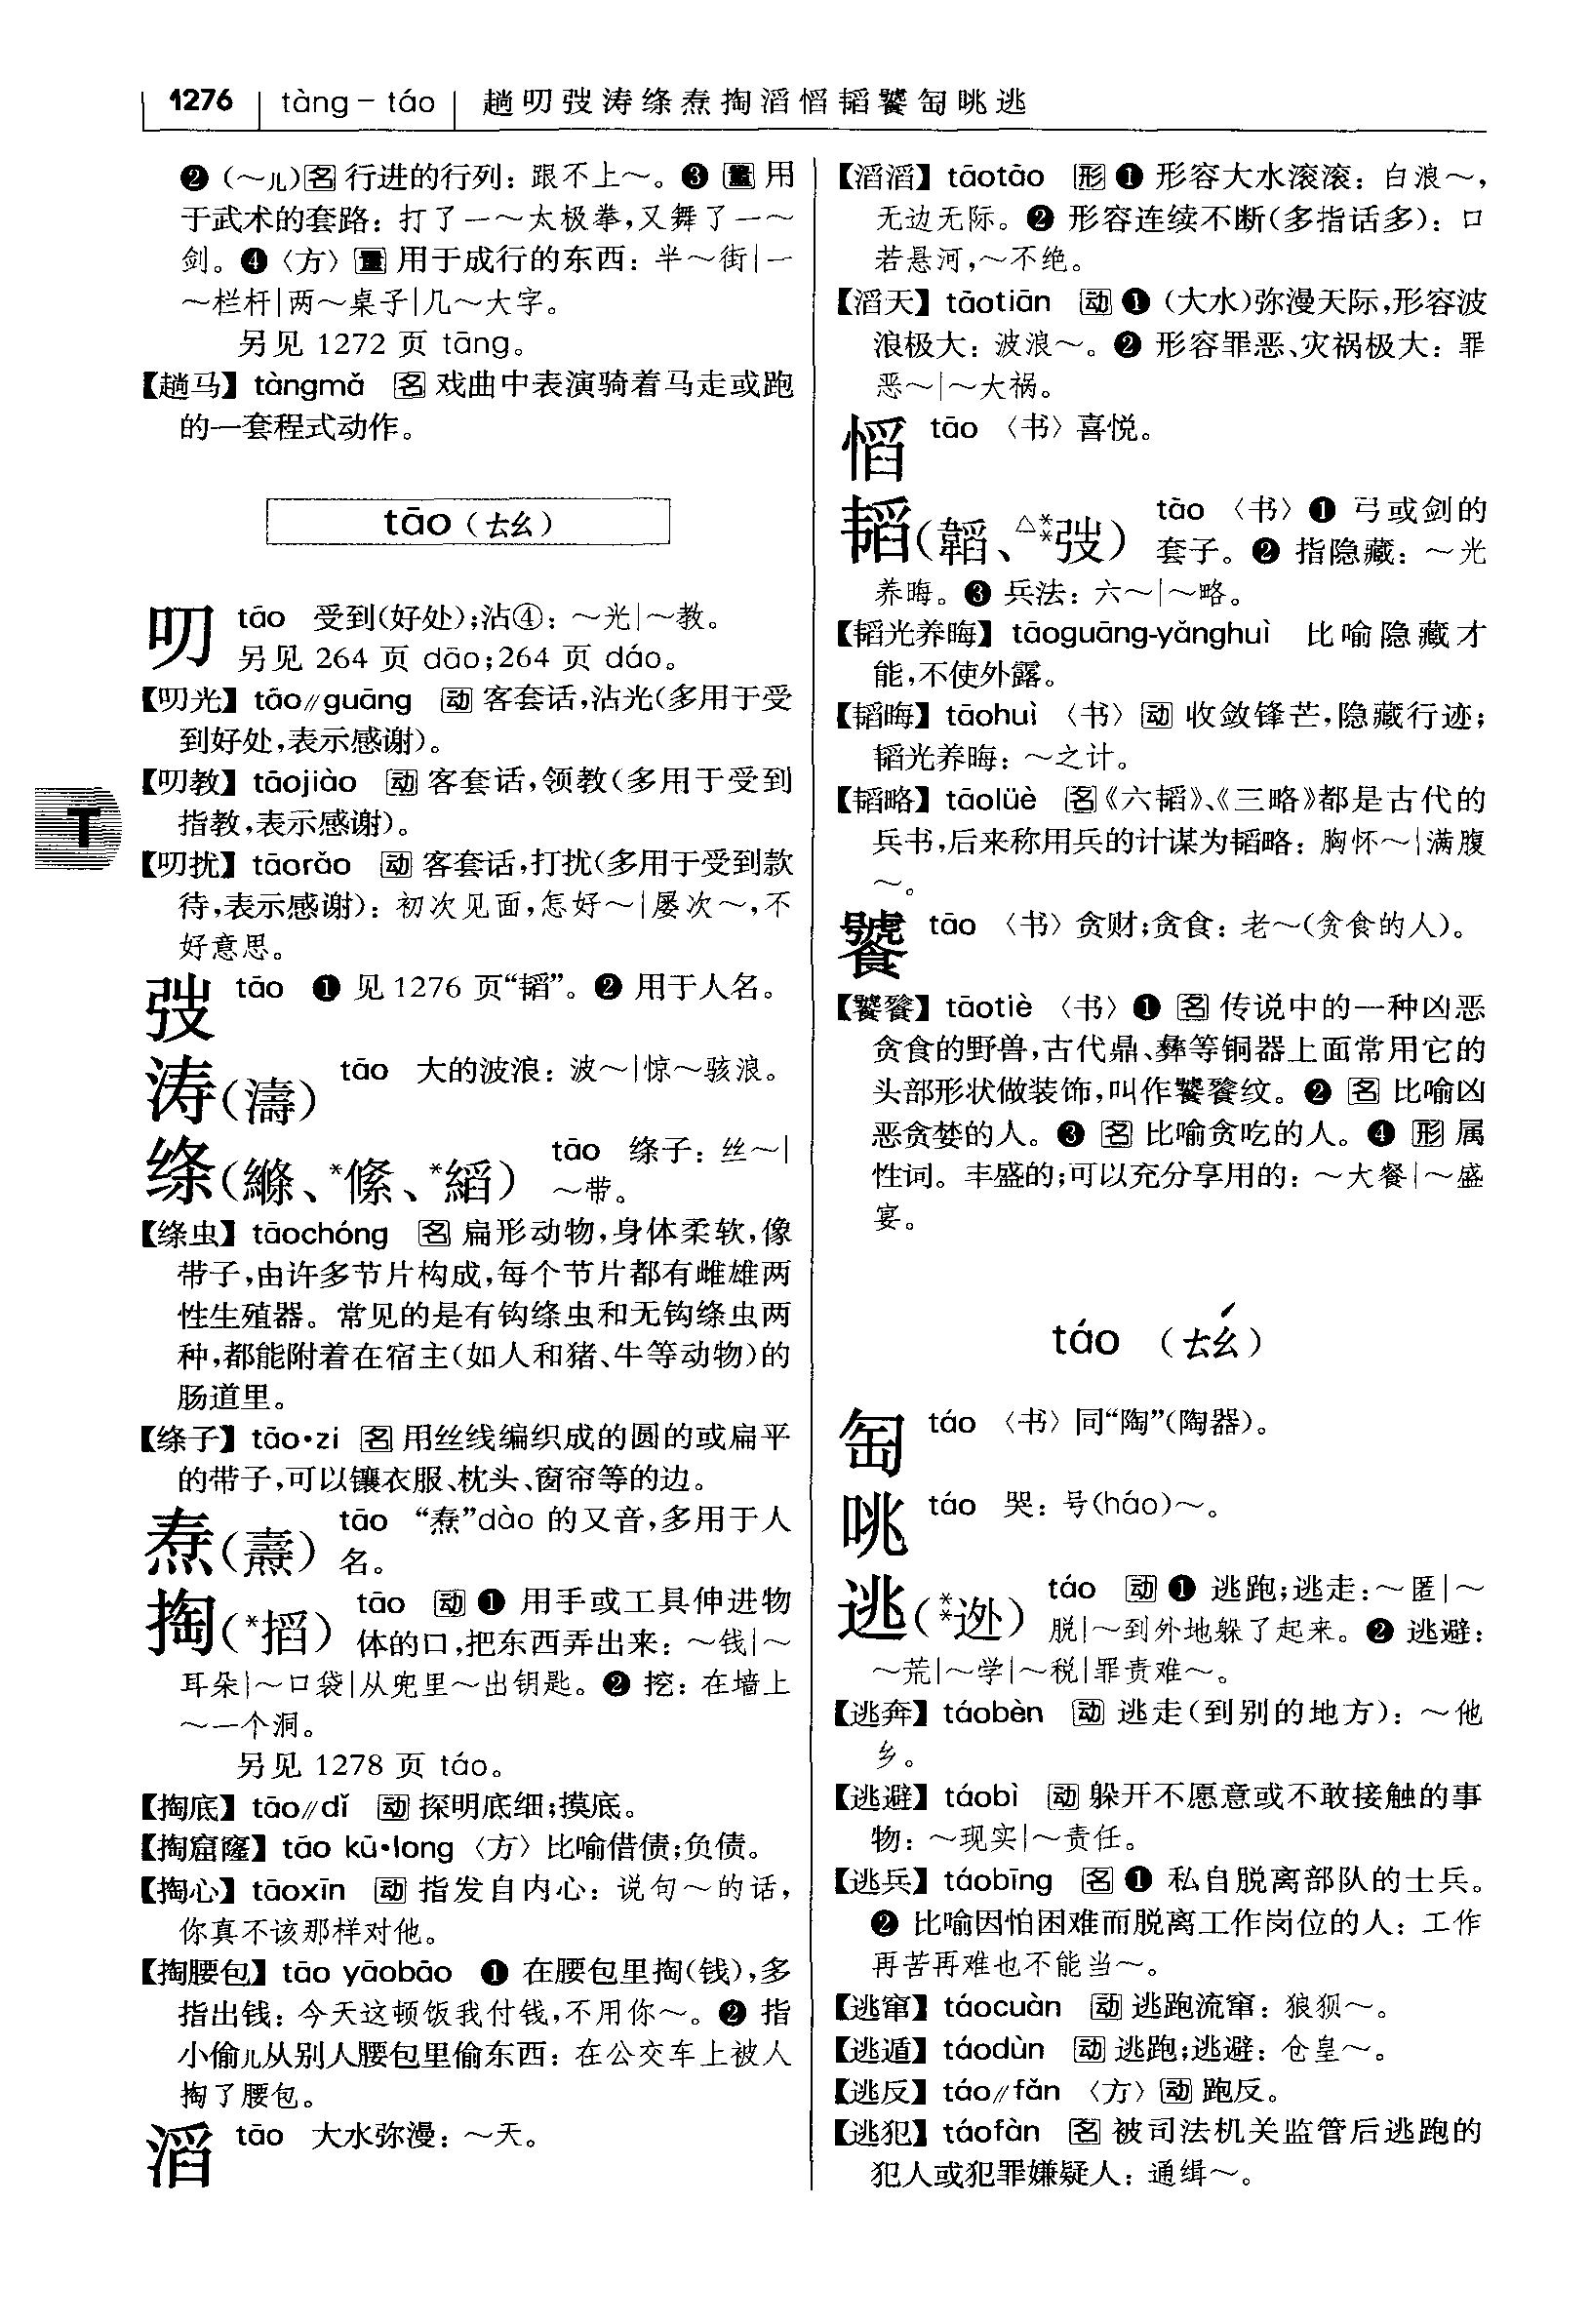 1276 | tàng－táo | 趟叨弢涛绦焘掏滔慆韬饕匋咷逃
❷（～儿）名 行进的行列：跟不上～。❸ 量 用
于武术的套路：打了一～太极拳，又舞了一～
剑。❹〈方〉量 用于成行的东西：半～街|一
～栏杆|两～桌子|几～大字。
另见 1272 页 tāng。
【趟马】tàngmǎ 名 戏曲中表演骑着马走或跑
的一套程式动作。
tāo（ㄊㄠ）
叨 tāo 受到(好处)；沾④：～光|～教。
另见 264 页 dāo；264 页 dáo。
【叨光】tāo∥guāng 动 客套话，沾光(多用于受
到好处，表示感谢)。
【叨教】tāojiào 动 客套话，领教(多用于受到
指教，表示感谢)。
【叨扰】tāorǎo 动 客套话，打扰(多用于受到款
待，表示感谢)：初次见面，怎好～|屡次～，不
好意思。
弢 tāo ❶ 见 1276 页“韬”。❷ 用于人名。
涛(濤) tāo 大的波浪：波～|惊～骇浪。
绦(縧、*絛、*縚) tāo 绦子：丝～|
～带。
【绦虫】tāochóng 名 扁形动物，身体柔软，像
带子，由许多节片构成，每个节片都有雌雄两
性生殖器。常见的是有钩绦虫和无钩绦虫两
种，都能附着在宿主(如人和猪、牛等动物)的
肠道里。
【绦子】tāo·zi 名 用丝线编织成的圆的或扁平
的带子，可以镶衣服、枕头、窗帘等的边。
焘(燾) tāo “焘”dào 的又音，多用于人
名。
掏(*搯) tāo 动 ❶ 用手或工具伸进物
体的口，把东西弄出来：～钱|～
耳朵|～口袋|从兜里～出钥匙。❷ 挖：在墙上
～一个洞。
另见 1278 页 táo。
【掏底】tāo∥dǐ 动 探明底细；摸底。
【掏窟窿】tāo kū·long〈方〉比喻借债；负债。
【掏心】tāoxīn 动 指发自内心：说句～的话，
你真不该那样对他。
【掏腰包】tāo yāobāo ❶ 在腰包里掏(钱)，多
指出钱：今天这顿饭我付钱，不用你～。❷ 指
小偷儿从别人腰包里偷东西：在公交车上被人
掏了腰包。
滔 tāo 大水弥漫：～天。
T
【滔滔】tāotāo 形 ❶ 形容大水滚滚：白浪～，
无边无际。❷ 形容连续不断(多指话多)：口
若悬河，～不绝。
【滔天】tāotiān 动 ❶ (大水)弥漫天际，形容波
浪极大：波浪～。❷ 形容罪恶、灾祸极大：罪
恶～|～大祸。
慆 tāo〈书〉喜悦。
韬(韜、△**弢) tāo〈书〉❶ 弓或剑的
套子。❷ 指隐藏：～光
养晦。❸ 兵法：六～|～略。
【韬光养晦】tāoguāng-yǎnghuì 比喻隐藏才
能，不使外露。
【韬晦】tāohuì〈书〉动 收敛锋芒，隐藏行迹；
韬光养晦：～之计。
【韬略】tāolüè 名《六韬》、《三略》都是古代的
兵书，后来称用兵的计谋为韬略：胸怀～|满腹
～。
饕 tāo〈书〉贪财；贪食：老～(贪食的人)。
【饕餮】tāotiè〈书〉❶ 名 传说中的一种凶恶
贪食的野兽，古代鼎、彝等铜器上面常用它的
头部形状做装饰，叫作饕餮纹。❷ 名 比喻凶
恶贪婪的人。❸ 名 比喻贪吃的人。❹ 形 属
性词。丰盛的；可以充分享用的：～大餐|～盛
宴。
táo（ㄊㄠˊ）
匋 táo〈书〉同“陶”(陶器)。
咷 táo 哭：号(háo)～。
逃(**迯) táo 动 ❶ 逃跑；逃走：～匿|～
脱|～到外地躲了起来。❷ 逃避：
～荒|～学|～税|罪责难～。
【逃奔】táobèn 动 逃走(到别的地方)：～他
乡。
【逃避】táobì 动 躲开不愿意或不敢接触的事
物：～现实|～责任。
【逃兵】táobīng 名 ❶ 私自脱离部队的士兵。
❷ 比喻因怕困难而脱离工作岗位的人：工作
再苦再难也不能当～。
【逃窜】táocuàn 动 逃跑流窜：狼狈～。
【逃遁】táodùn 动 逃跑；逃避：仓皇～。
【逃反】táo∥fǎn〈方〉动 跑反。
【逃犯】táofàn 名 被司法机关监管后逃跑的
犯人或犯罪嫌疑人：通缉～。